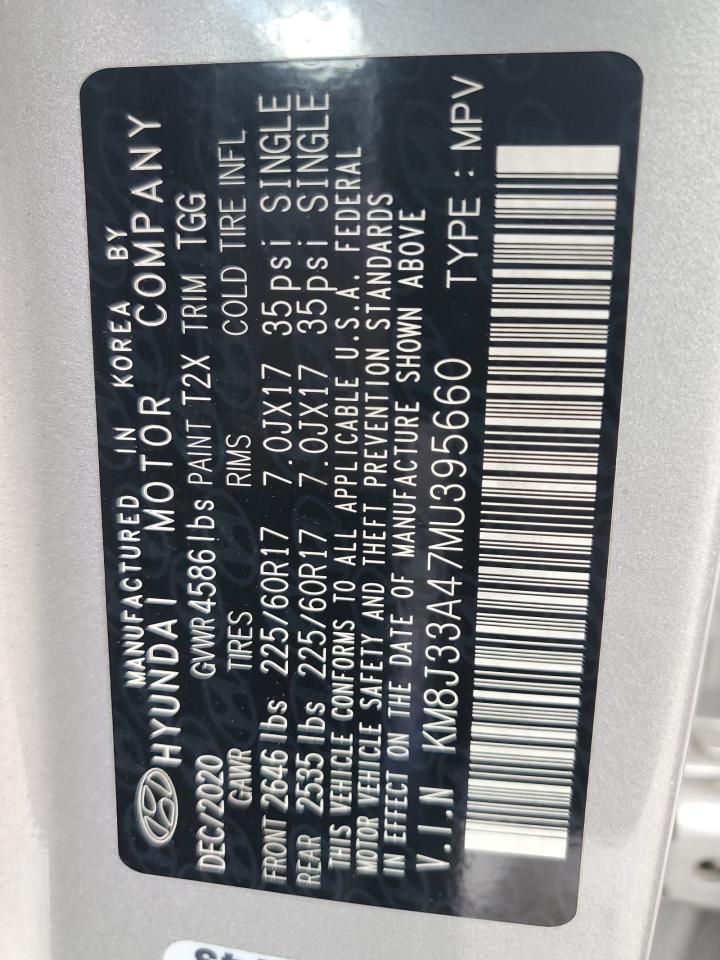 MANUFACTURED IN KOREA BY
HYUNDAI MOTOR COMPANY
DEC/2020 GVWR 4586lbs PAINT T2X TRIM TGG
GAWR TIRES RIMS COLD TIRE INFL
FRONT 2646 lbs 225/60R17 7.0JX17 35psi SINGLE
REAR 2535 lbs 225/60R17 7.0JX17 35psi SINGLE
THIS VEHICLE CONFORMS TO ALL APPLICABLE U.S.A. FEDERAL
MOTOR VEHICLE SAFETY AND THEFT PREVENTION STANDARDS
IN EFFECT ON THE DATE OF MANUFACTURE SHOWN ABOVE
V.I.N KM8J33A47MU395660 TYPE : MPV